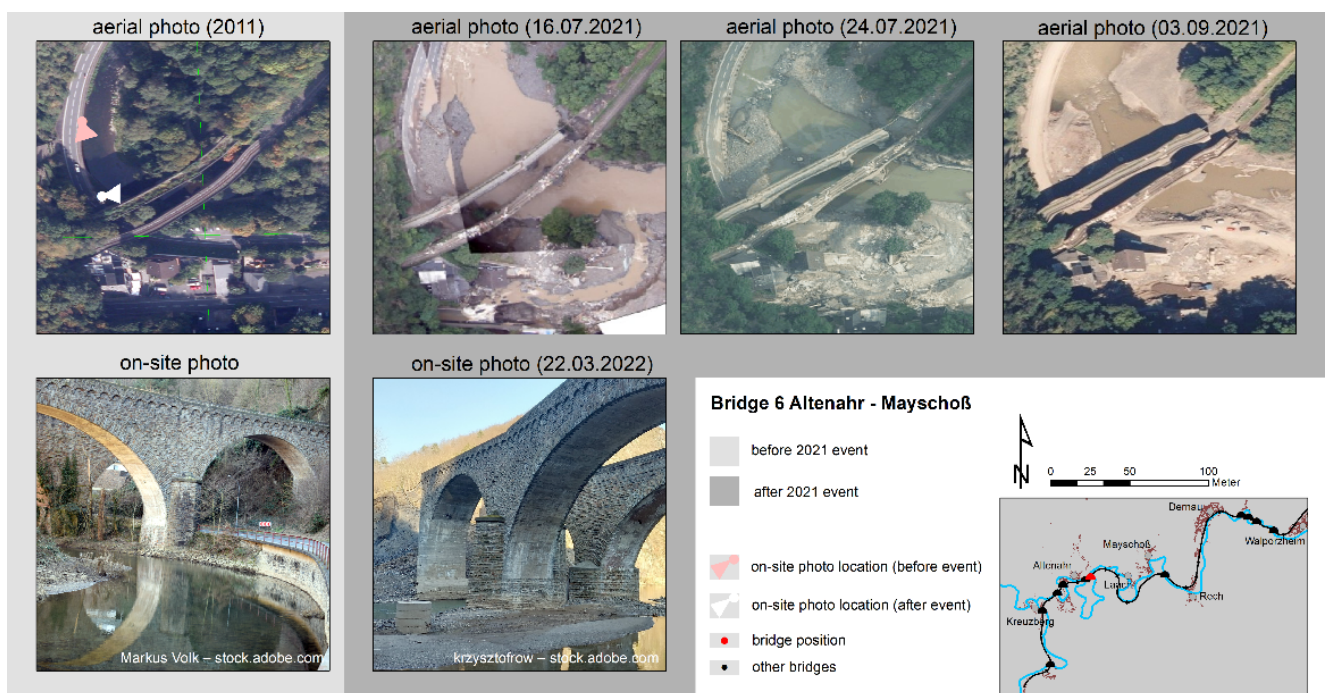 aerial photo (2011)
aerial photo (16.07.2021)
aerial photo (24.07.2021)
aerial photo (03.09.2021)
on-site photo
on-site photo (22.03.2022)
Markus Volk – stock.adobe.com
krzysztofrow – stock.adobe.com
Bridge 6 Altenahr - Mayschoß
before 2021 event
after 2021 event
on-site photo location (before event)
on-site photo location (after event)
bridge position
other bridges
N
0 25 50 100
Meter
Dernau
Walporzheim
Mayschoß
Altenahr
Laach
Rech
Kreuzberg